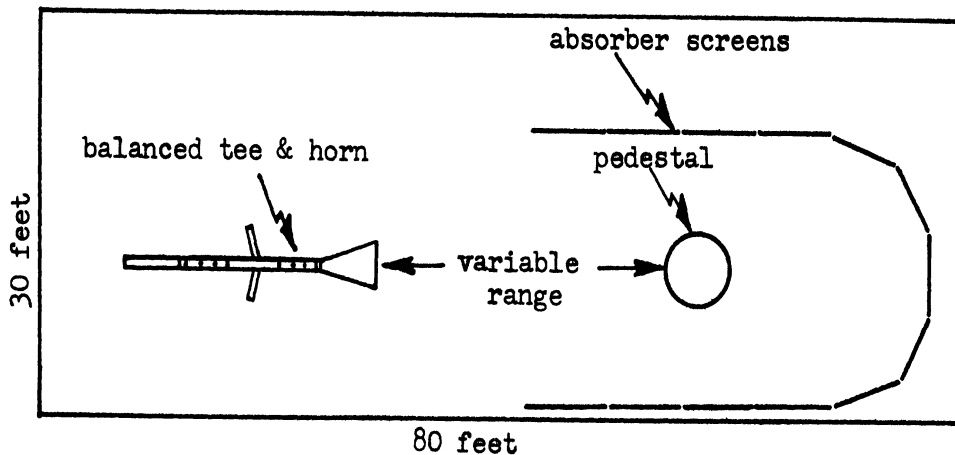 absorber screens
balanced tee & horn
pedestal
30 feet
variable
range
80 feet